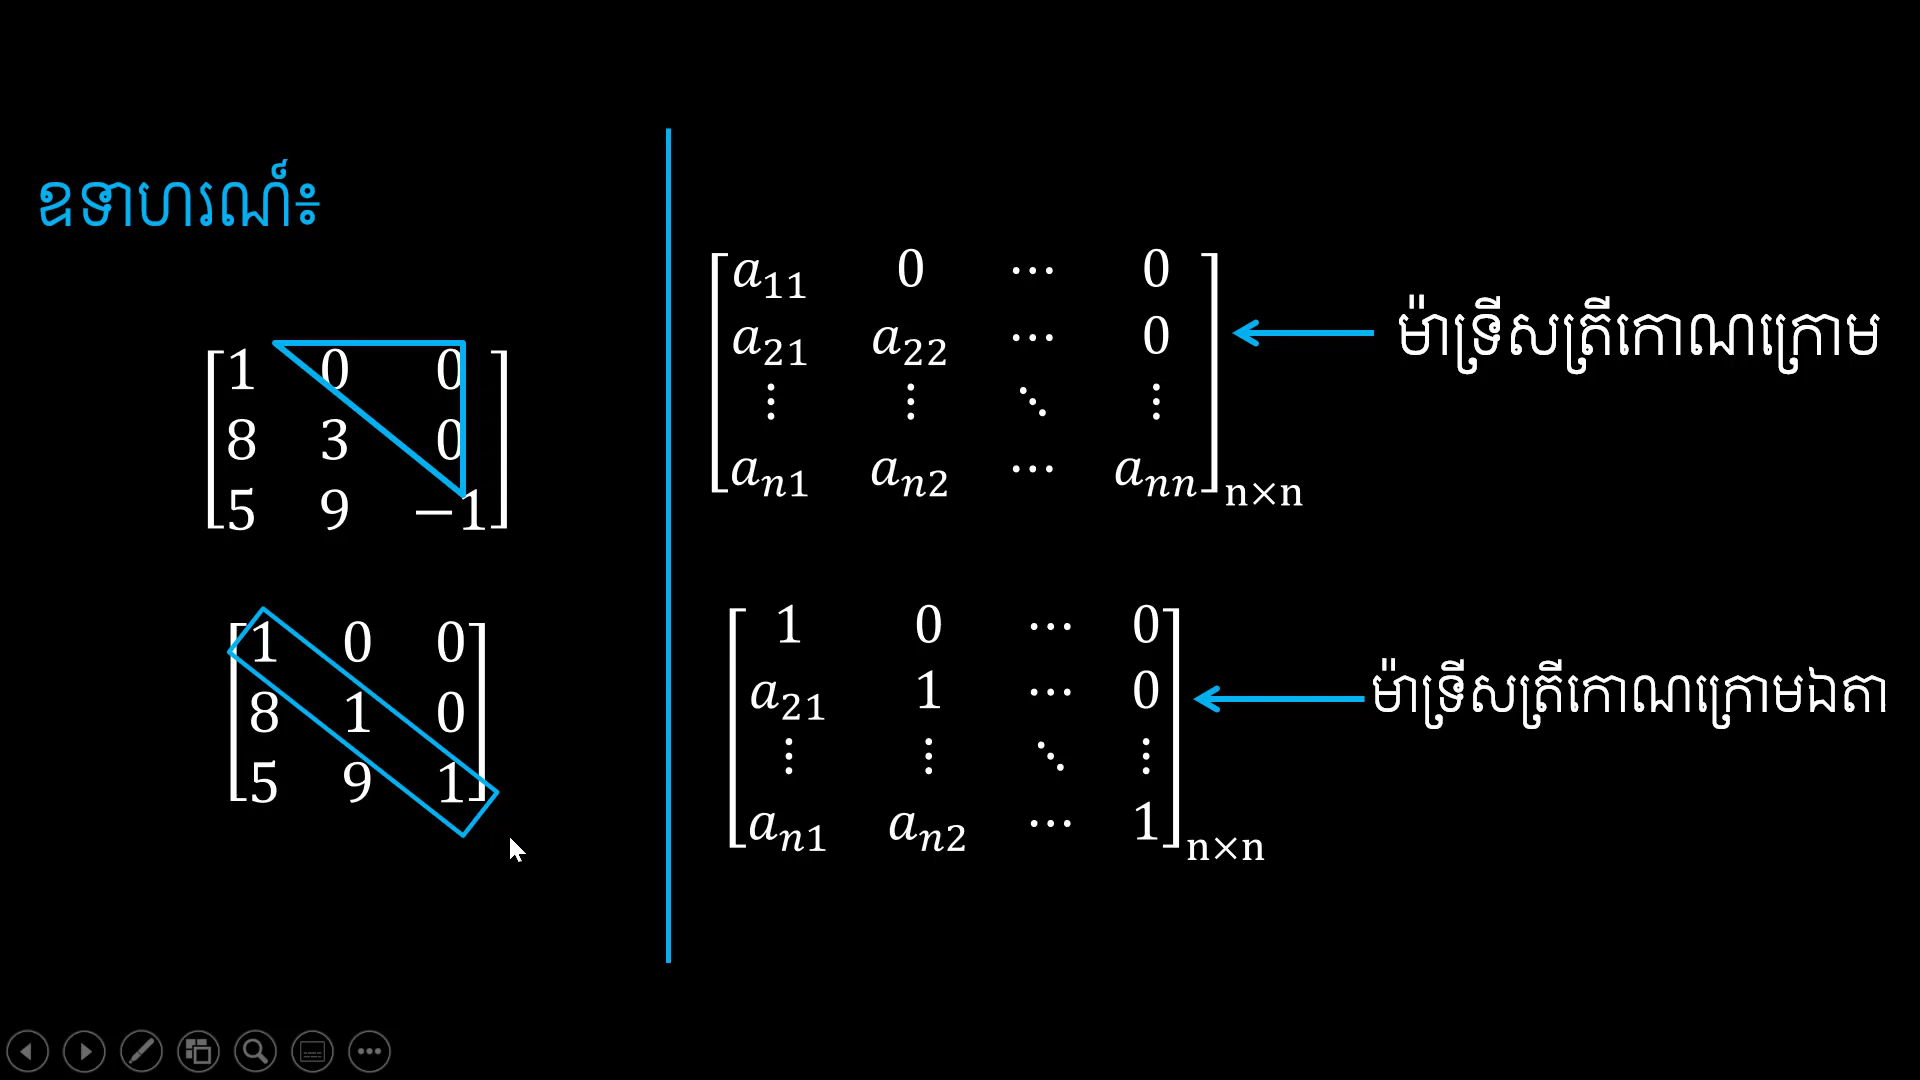 ឧទាហរណ៍៖
1 0 0
8 3 0
5 9 −1
1 0 0
8 1 0
5 9 1
a₁₁ 0 ⋯ 0
a₂₁ a₂₂ ⋯ 0
⋮ ⋮ ⋱ ⋮
aₙ₁ aₙ₂ ⋯ aₙₙ
n×n
ម៉ាទ្រីសត្រីកោណក្រោម
1 0 ⋯ 0
a₂₁ 1 ⋯ 0
⋮ ⋮ ⋱ ⋮
aₙ₁ aₙ₂ ⋯ 1
n×n
ម៉ាទ្រីសត្រីកោណក្រោមឯតា